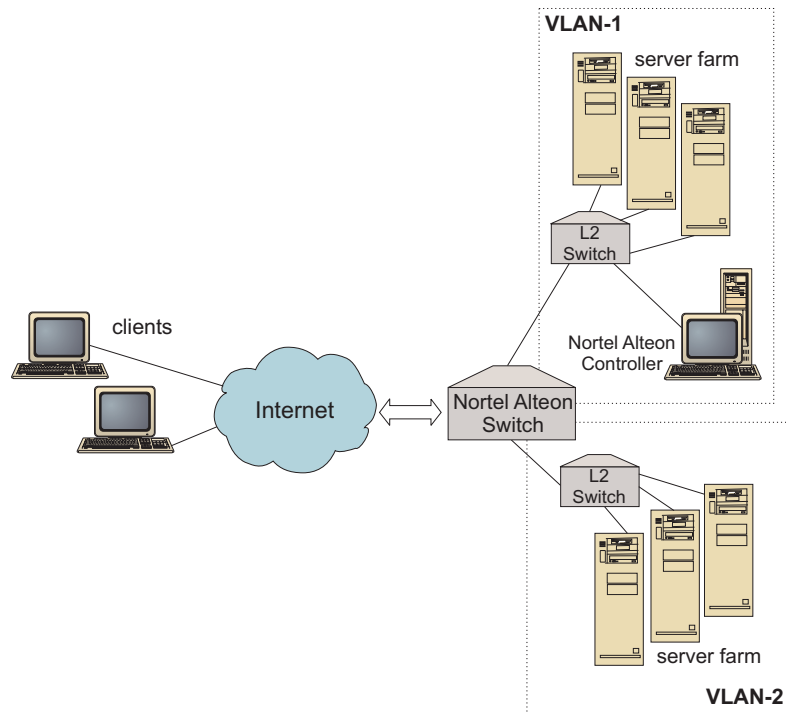 VLAN-1
server farm
L2
Switch
clients
Nortel Alteon
Controller
Internet
Nortel Alteon
Switch
L2
Switch
server farm
VLAN-2